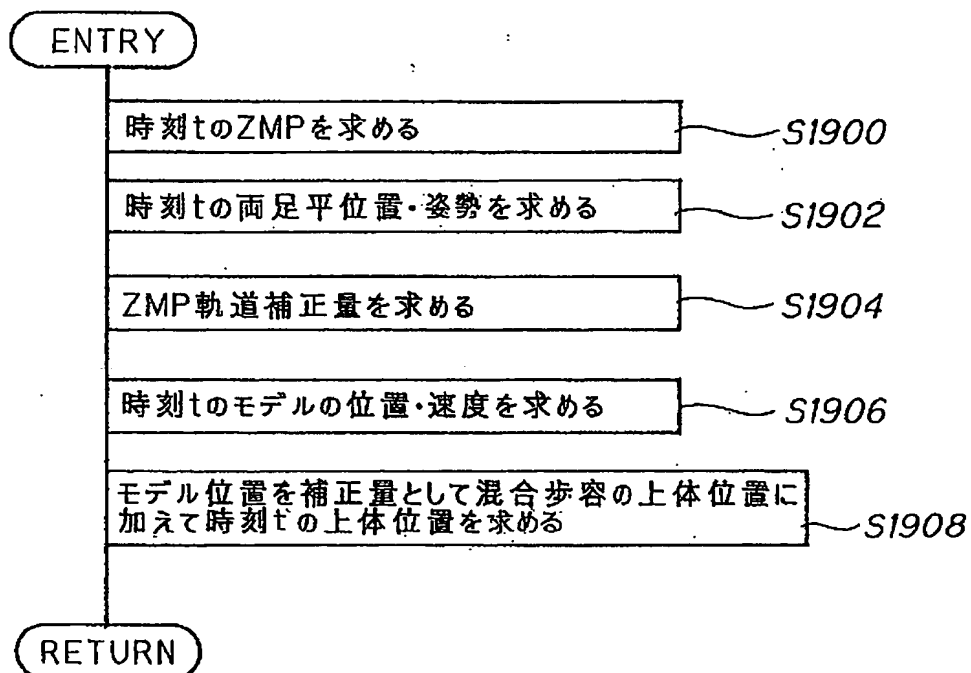 ENTRY
時刻tのZMPを求める
S1900
時刻tの両足平位置・姿勢を求める
S1902
ZMP軌道補正量を求める
S1904
時刻tのモデルの位置・速度を求める
S1906
モデル位置を補正量として混合歩容の上体位置に
加えて時刻tの上体位置を求める
S1908
RETURN